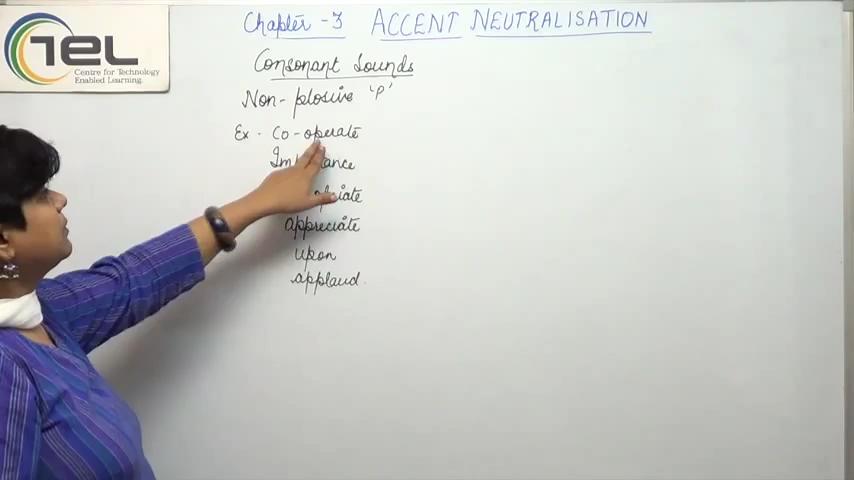 Chapter - 3 ACCENT NEUTRALISATION
TEL
Centre for Technology
Enabled Learning.
Consonant Sounds
Non-plosive 'p'
Ex - Co-operate
appreciate
upon
applaud.